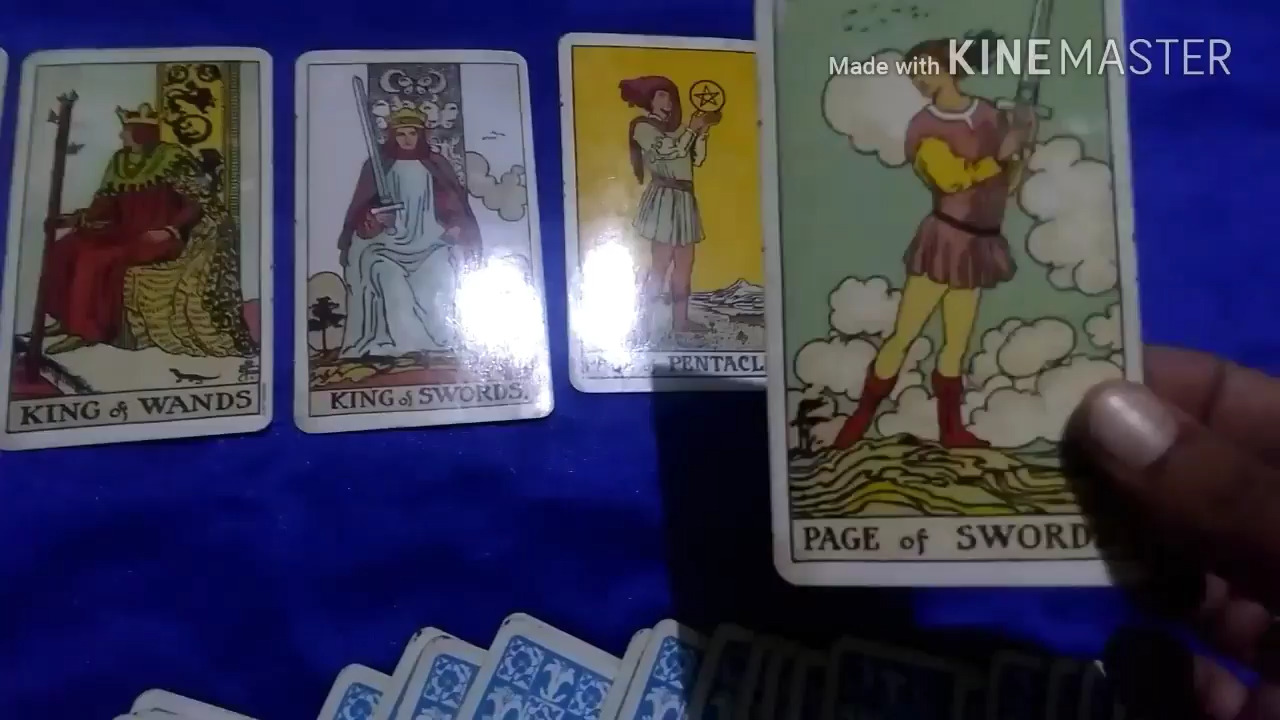 Made with KINEMASTER
KING of WANDS
KING of SWORDS.
PENTACL
PAGE of SWORD